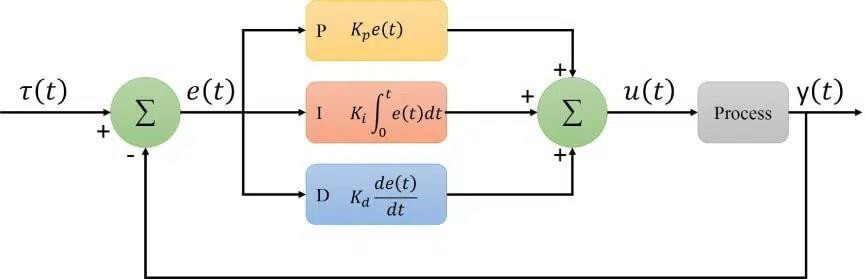 P K_p e(t)
+
τ(t) + Σ e(t) I K_i ∫_0^t e(t)dt + Σ u(t) Process y(t)
-
+
D K_d de(t)/dt